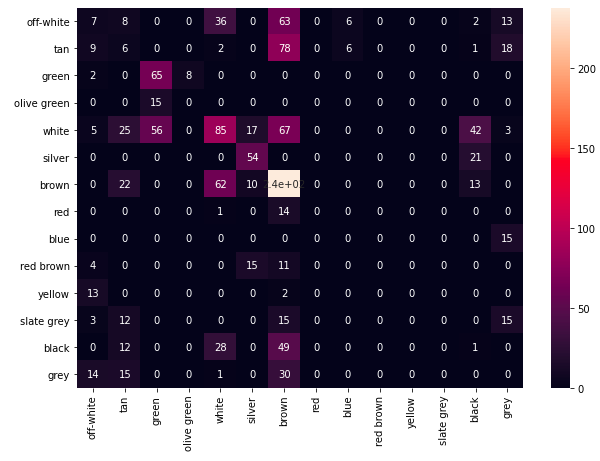 off-white 7 8 0 0 36 0 63 0 6 0 0 0 2 13
tan 9 6 0 0 2 0 78 0 6 0 0 0 1 18
green 2 0 65 8 0 0 0 0 0 0 0 0 0 0
olive green 0 0 15 0 0 0 0 0 0 0 0 0 0 0
white 5 25 56 0 85 17 67 0 0 0 0 0 42 3
silver 0 0 0 0 0 54 0 0 0 0 0 0 21 0
brown 0 22 0 0 62 10 2.4e+02 0 0 0 0 0 13 0
red 0 0 0 0 1 0 14 0 0 0 0 0 0 0
blue 0 0 0 0 0 0 0 0 0 0 0 0 0 15
red brown 4 0 0 0 0 15 11 0 0 0 0 0 0 0
yellow 13 0 0 0 0 0 2 0 0 0 0 0 0 0
slate grey 3 12 0 0 0 0 15 0 0 0 0 0 0 15
black 0 12 0 0 28 0 49 0 0 0 0 0 1 0
grey 14 15 0 0 1 0 30 0 0 0 0 0 0 0
off-white tan green olive green white silver brown red blue red brown yellow slate grey black grey
200
150
100
50
0